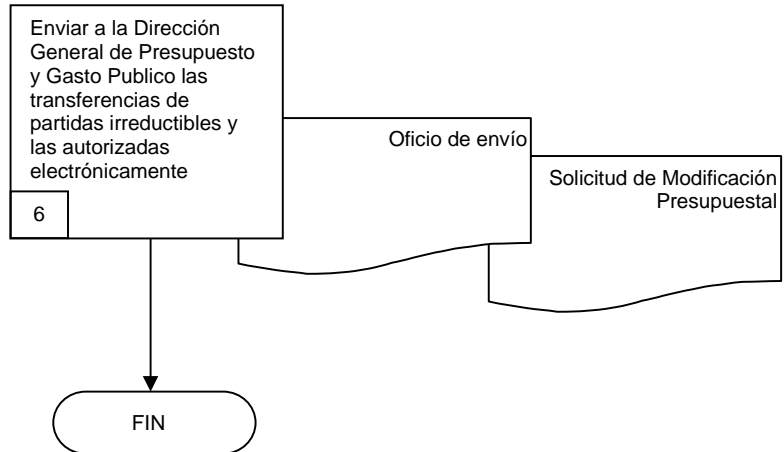 Enviar a la Dirección
General de Presupuesto
y Gasto Publico las
transferencias de
partidas irreductibles y
las autorizadas
electrónicamente
6
Oficio de envío
Solicitud de Modificación
Presupuestal
FIN